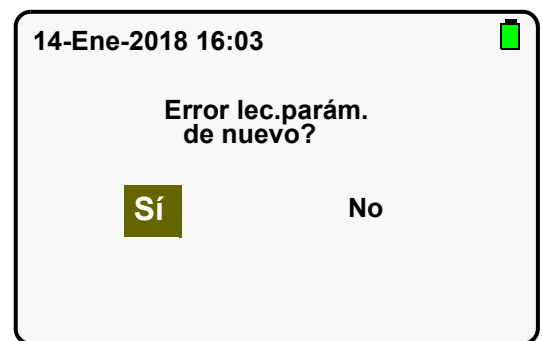 14-Ene-2018 16:03
Error lec.parám.
de nuevo?
Sí No